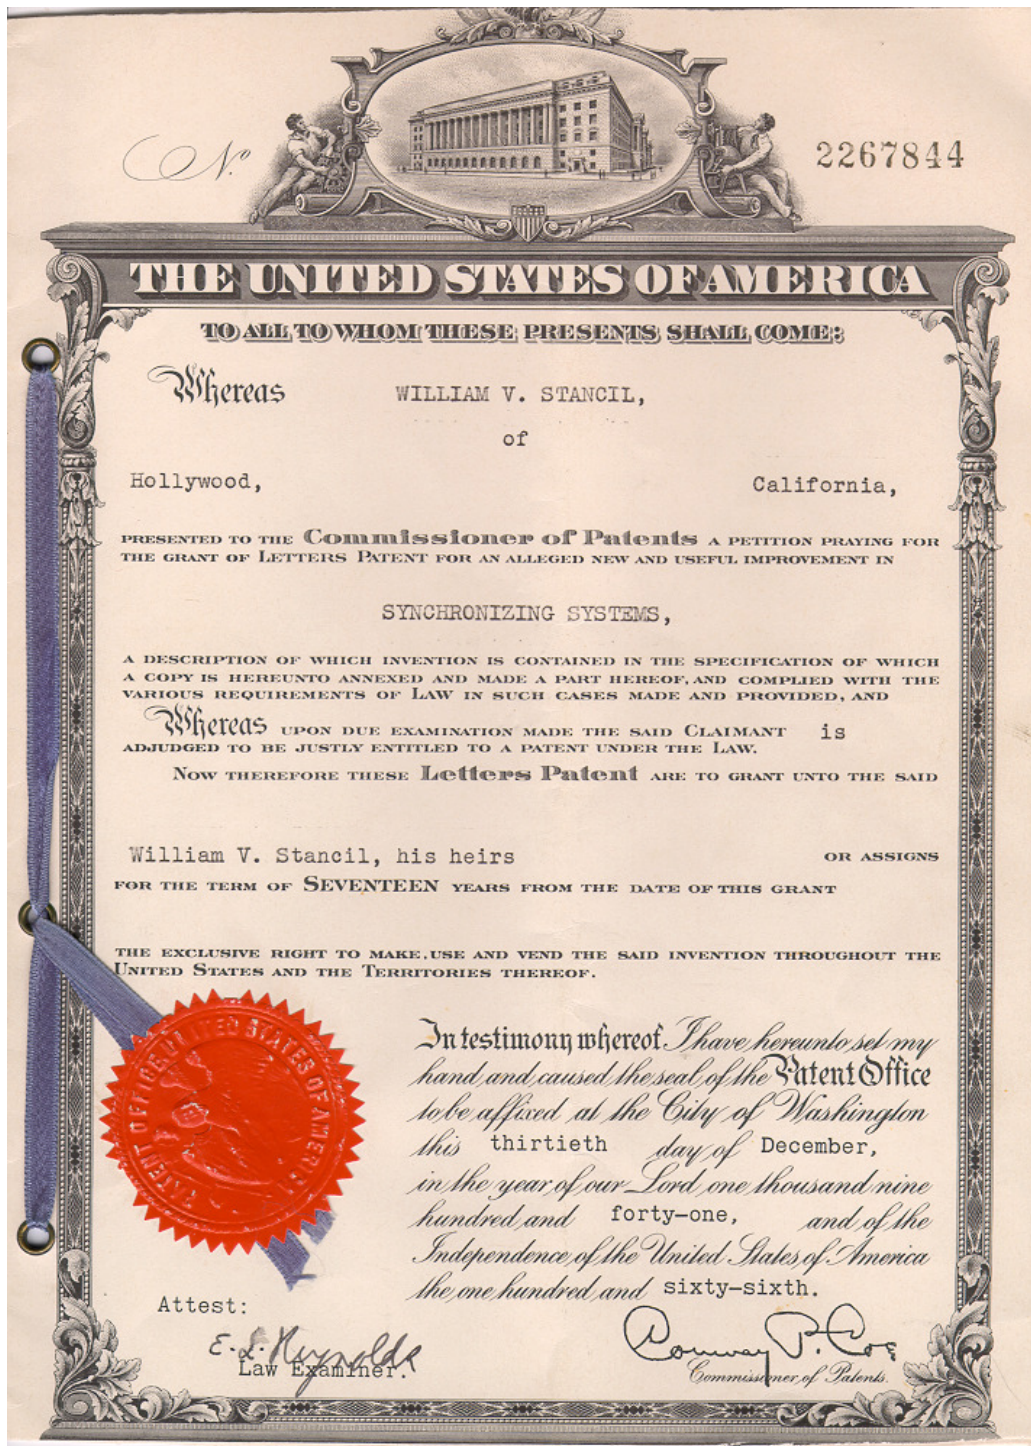 No. 2267844
THE UNITED STATES OF AMERICA
TO ALL TO WHOM THESE PRESENTS SHALL COME:
Whereas WILLIAM V. STANCIL,
of
Hollywood, California,
PRESENTED TO THE Commissioner of Patents A PETITION PRAYING FOR
THE GRANT OF LETTERS PATENT FOR AN ALLEGED NEW AND USEFUL IMPROVEMENT IN
SYNCHRONIZING SYSTEMS,
A DESCRIPTION OF WHICH INVENTION IS CONTAINED IN THE SPECIFICATION OF WHICH
A COPY IS HEREUNTO ANNEXED AND MADE A PART HEREOF, AND COMPLIED WITH THE
VARIOUS REQUIREMENTS OF LAW IN SUCH CASES MADE AND PROVIDED, AND
Whereas UPON DUE EXAMINATION MADE THE SAID CLAIMANT is
ADJUDGED TO BE JUSTLY ENTITLED TO A PATENT UNDER THE LAW.
NOW THEREFORE THESE Letters Patent ARE TO GRANT UNTO THE SAID
William V. Stancil, his heirs OR ASSIGNS
FOR THE TERM OF SEVENTEEN YEARS FROM THE DATE OF THIS GRANT
THE EXCLUSIVE RIGHT TO MAKE, USE AND VEND THE SAID INVENTION THROUGHOUT THE
UNITED STATES AND THE TERRITORIES THEREOF.
In testimony whereof I have hereunto set my
hand and caused the seal of the Patent Office
to be affixed at the City of Washington
this thirtieth day of December,
in the year of our Lord one thousand nine
hundred and forty-one, and of the
Independence of the United States of America
the one hundred and sixty-sixth.
PATENT OFFICE UNITED STATES OF AMERICA
Attest:
E. L. Reynolds
Law Examiner.
Conway P. Coe
Commissioner of Patents.